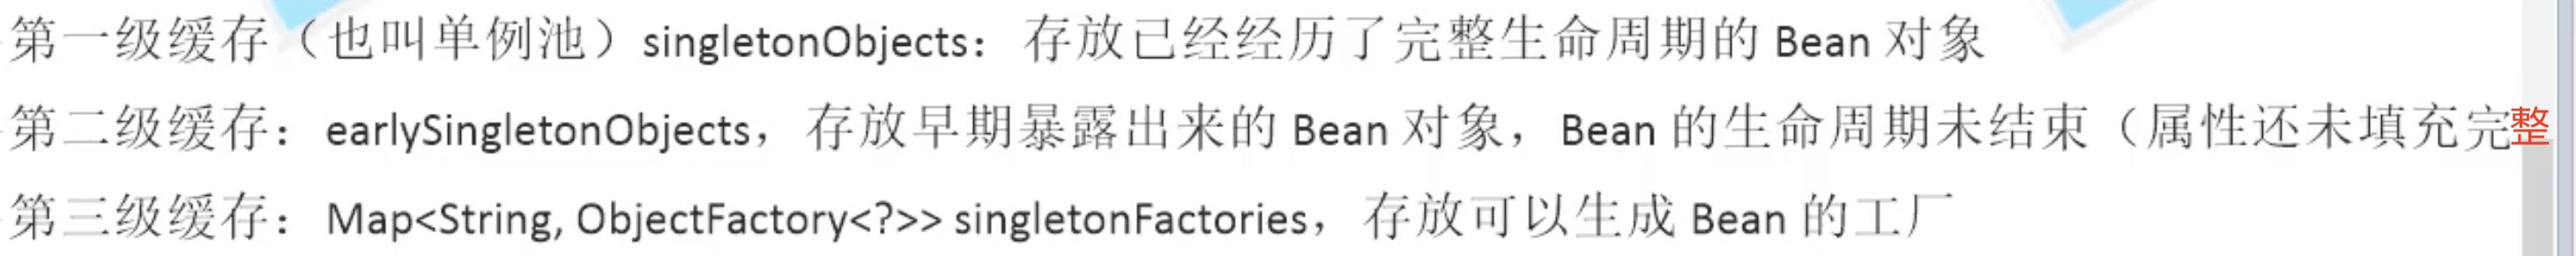 第一级缓存（也叫单例池）singletonObjects： 存放已经经历了完整生命周期的 Bean 对象
第二级缓存： earlySingletonObjects，存放早期暴露出来的 Bean 对象，Bean 的生命周期未结束（属性还未填充完整
第三级缓存： Map<String, ObjectFactory<?>> singletonFactories，存放可以生成 Bean 的工厂